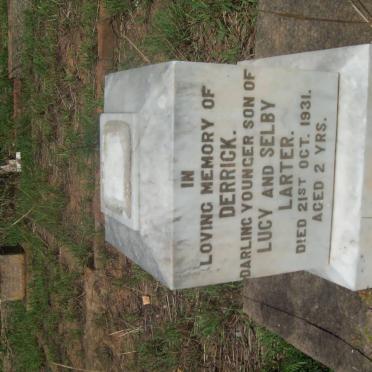 IN
LOVING MEMORY OF
DERRICK.
DARLING YOUNGER SON OF
LUCY AND SELBY
LARTER.
DIED 21ST OCT. 1931.
AGED 2 YRS.